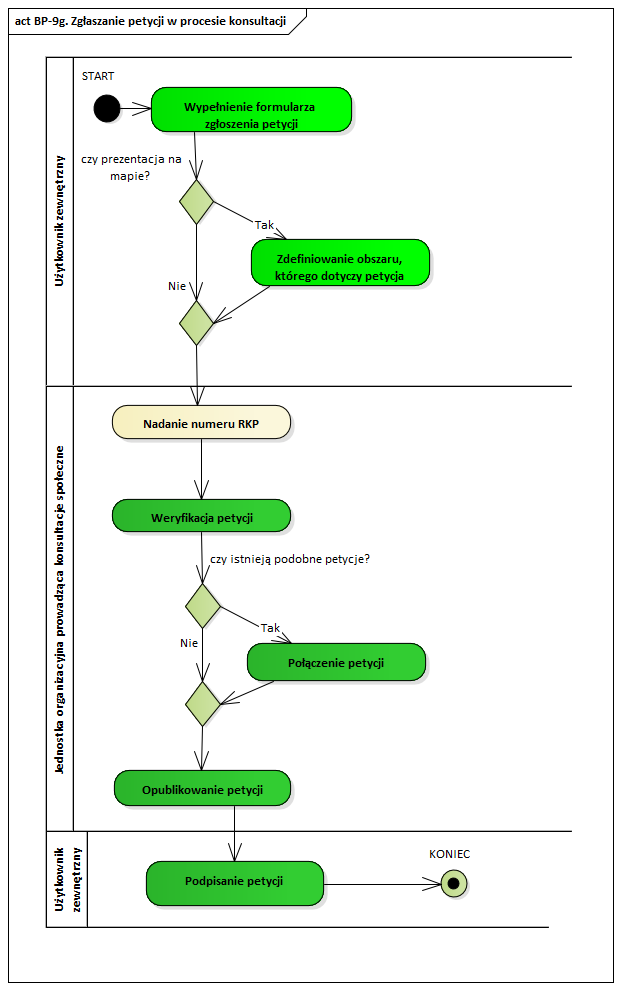 act BP-9g. Zgłaszanie petycji w procesie konsultacji
START
Wypełnienie formularza
zgłoszenia petycji
czy prezentacja na
mapie?
Tak
Zdefiniowanie obszaru,
którego dotyczy petycja
Nie
Użytkownik zewnętrzny
Nadanie numeru RKP
Weryfikacja petycji
czy istnieją podobne petycje?
Tak
Nie
Połączenie petycji
Opublikowanie petycji
Jednostka organizacyjna prowadząca konsultacje społeczne
Użytkownik
zewnętrzny
Podpisanie petycji
KONIEC